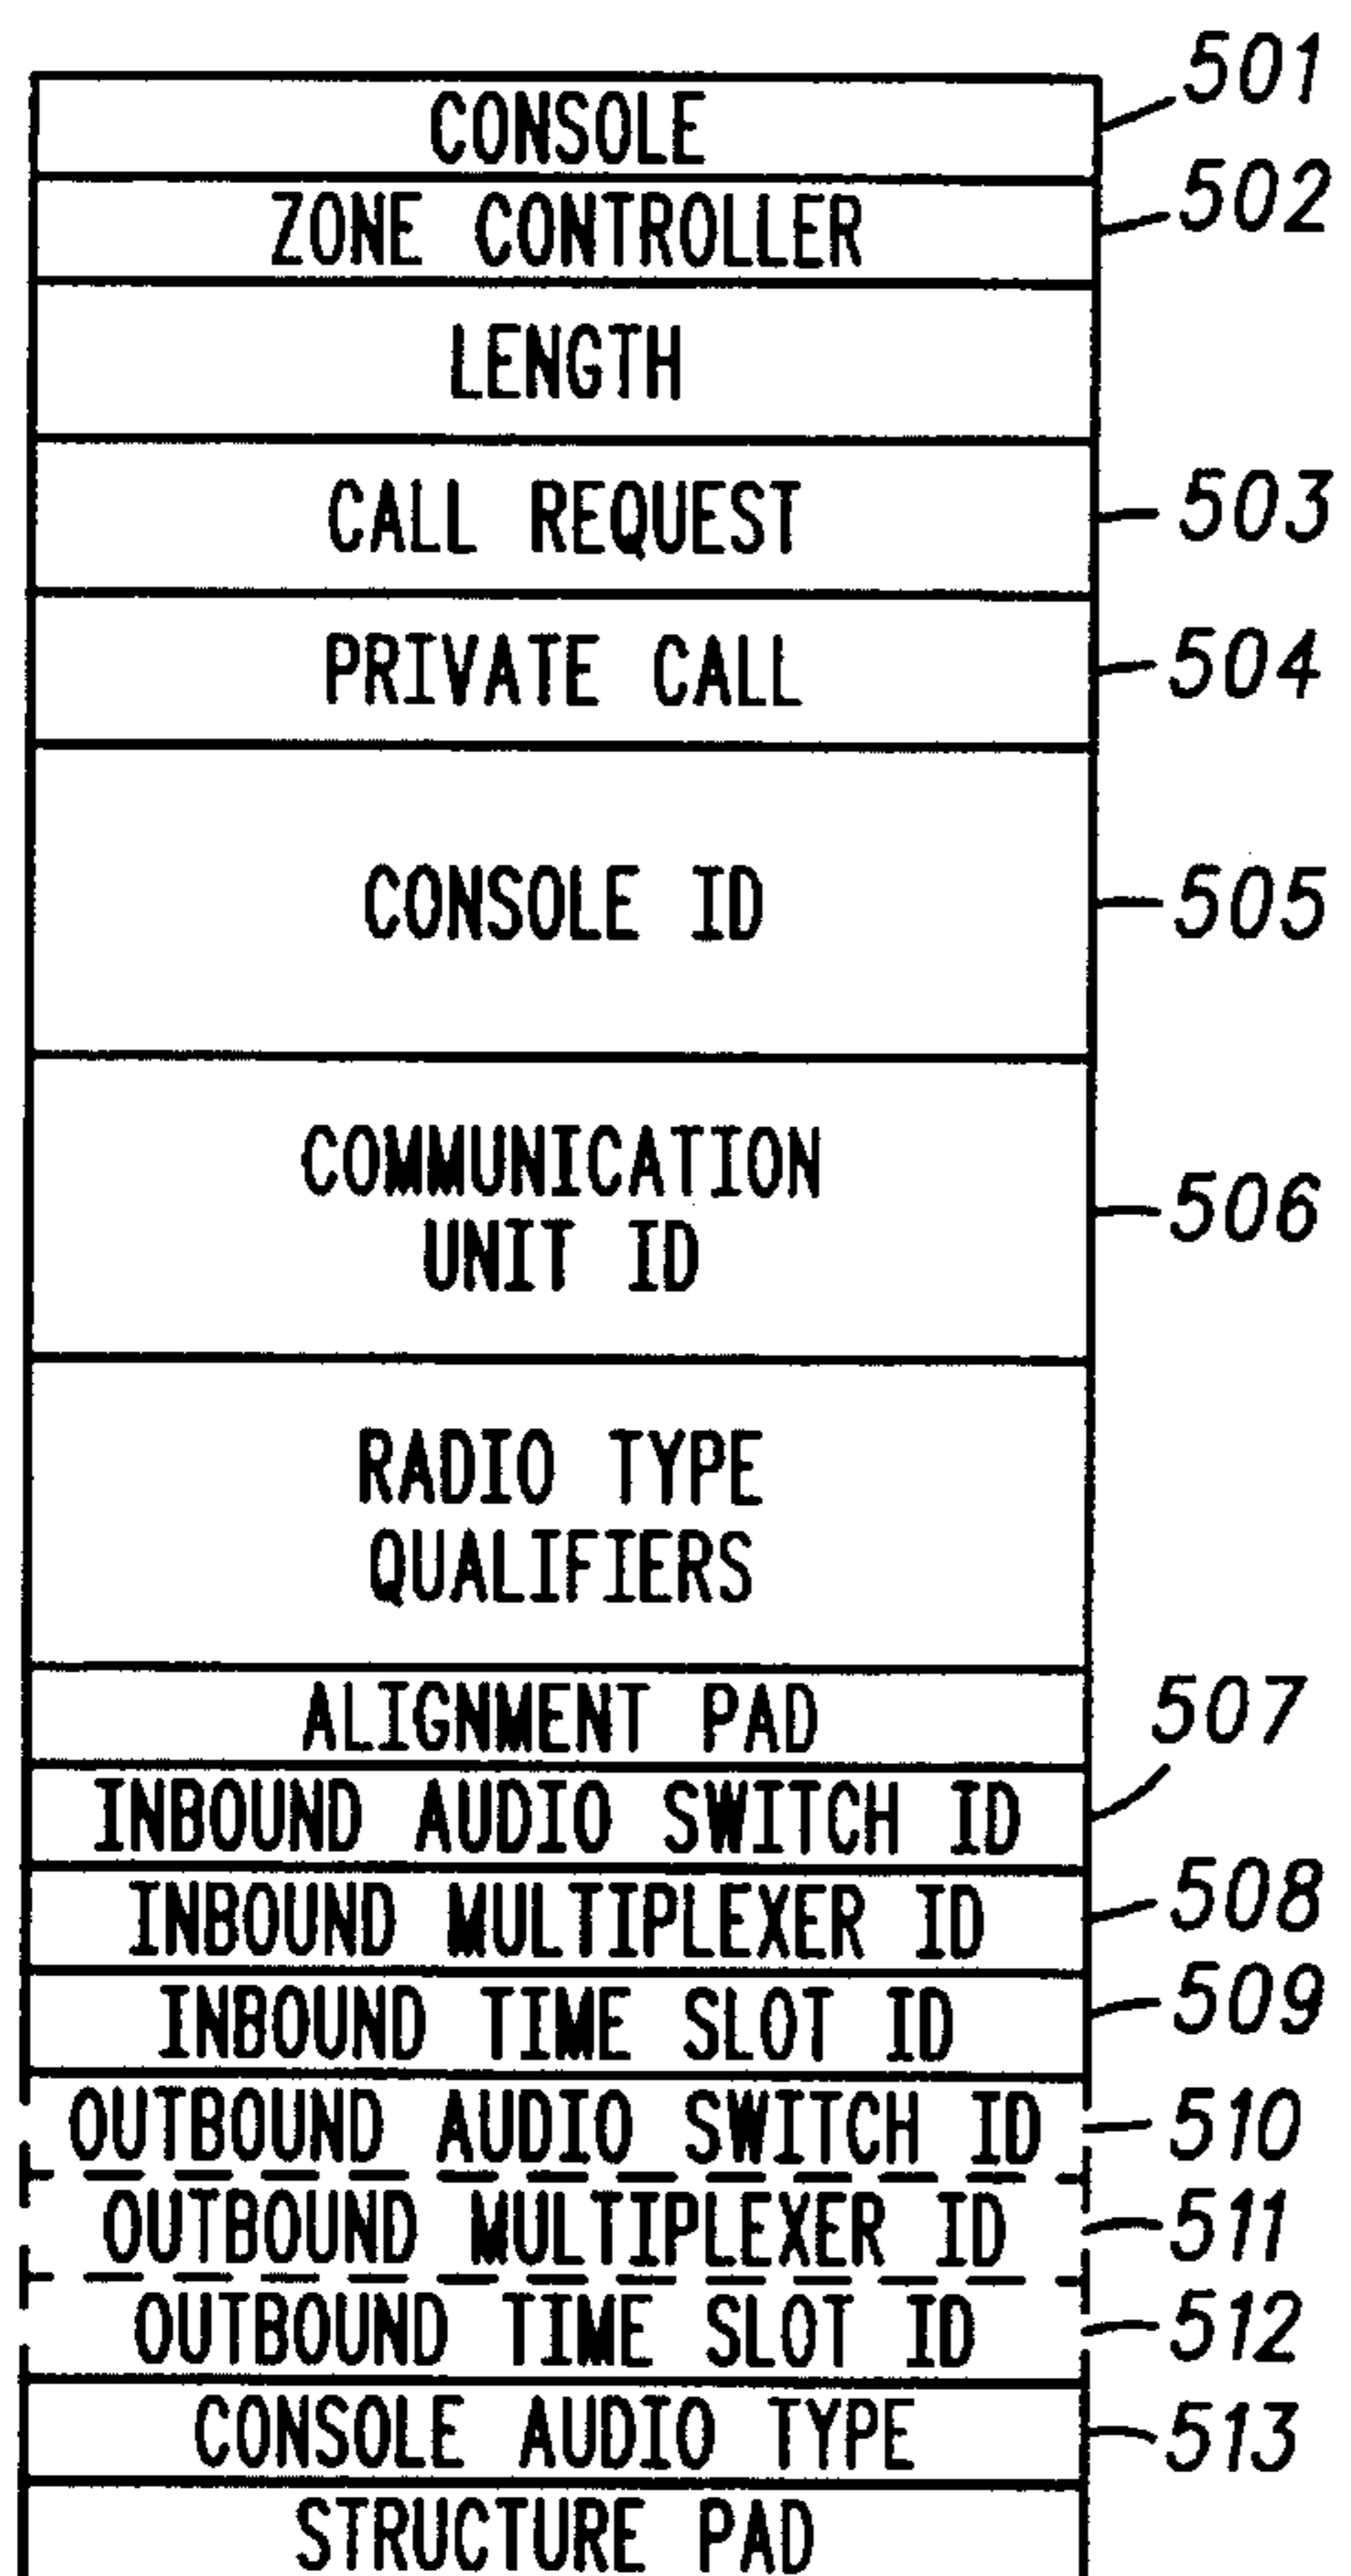 CONSOLE 501
ZONE CONTROLLER 502
LENGTH
CALL REQUEST 503
PRIVATE CALL 504
CONSOLE ID 505
COMMUNICATION
UNIT ID 506
RADIO TYPE
QUALIFIERS
ALIGNMENT PAD
INBOUND AUDIO SWITCH ID 507
INBOUND MULTIPLEXER ID 508
INBOUND TIME SLOT ID 509
OUTBOUND AUDIO SWITCH ID 510
OUTBOUND MULTIPLEXER ID 511
OUTBOUND TIME SLOT ID 512
CONSOLE AUDIO TYPE 513
STRUCTURE PAD